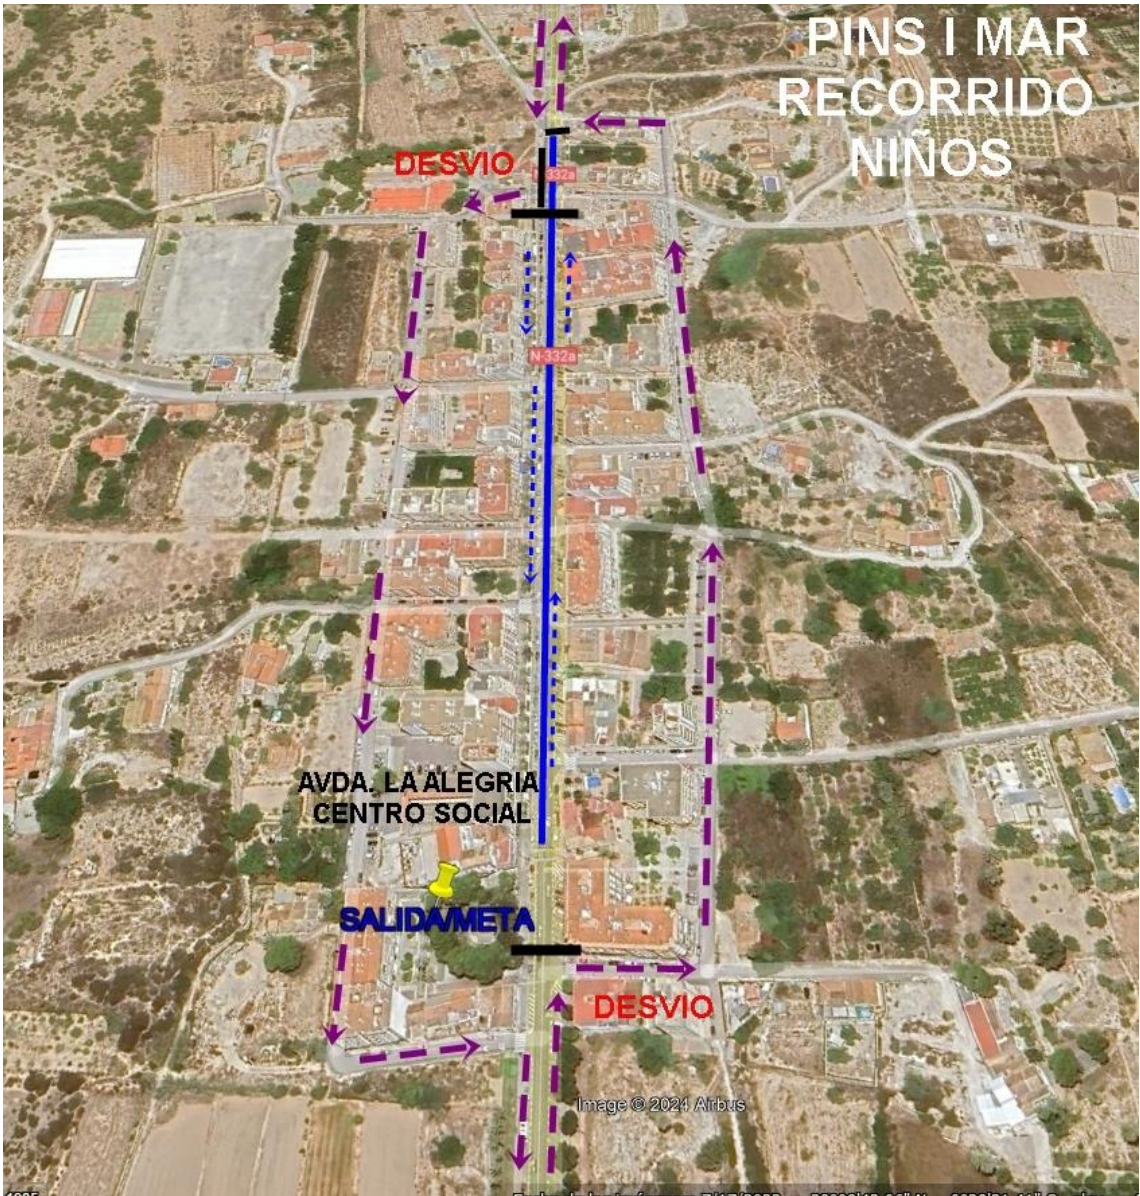 PINS I MAR
RECORRIDO
NIÑOS
DESVIO
332a
N-332a
AVDA. LA ALEGRIA
CENTRO SOCIAL
SALIDA/META
DESVIO
Image © 2024 Airbus